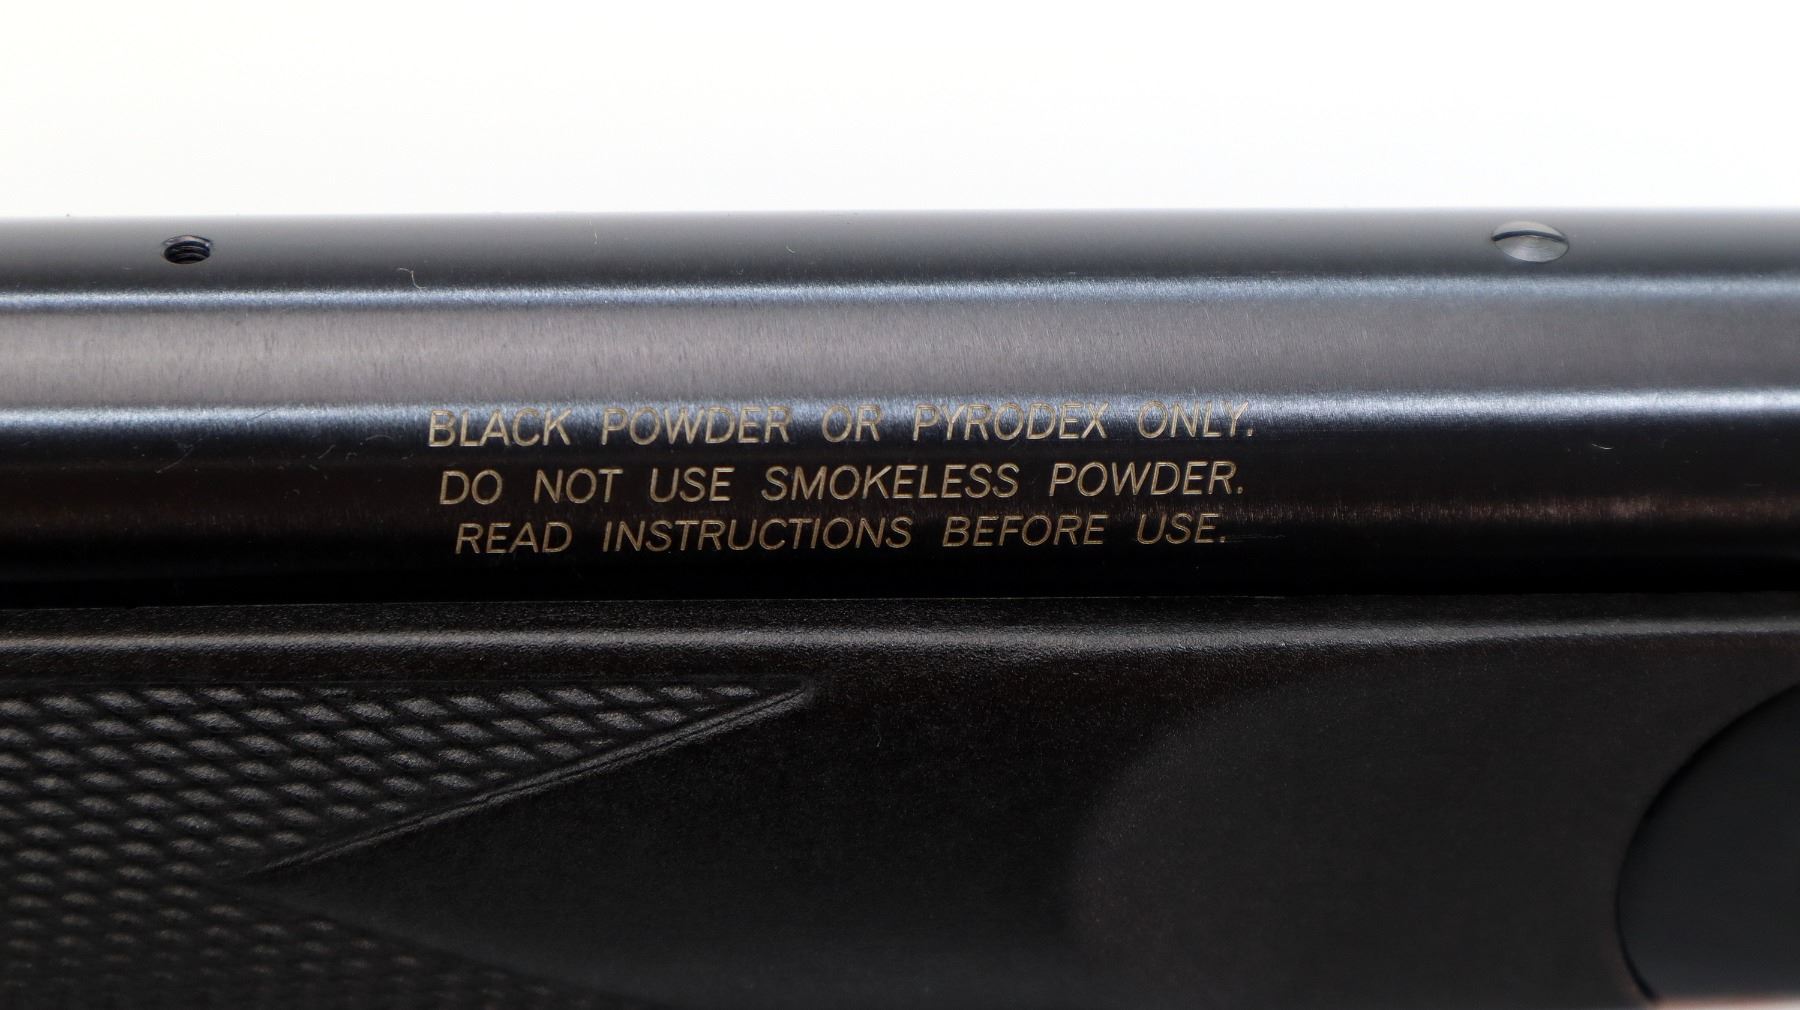 BLACK POWDER OR PYRODEX ONLY.
DO NOT USE SMOKELESS POWDER.
READ INSTRUCTIONS BEFORE USE.